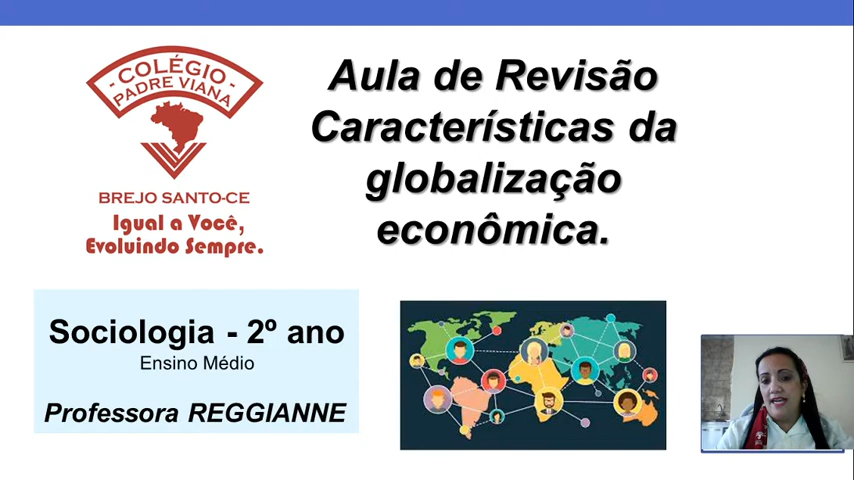 COLÉGIO
PADRE VIANA
BREJO SANTO-CE
Igual a Você,
Evoluindo Sempre.
Aula de Revisão
Características da
globalização
econômica.
Sociologia - 2º ano
Ensino Médio
Professora REGGIANNE